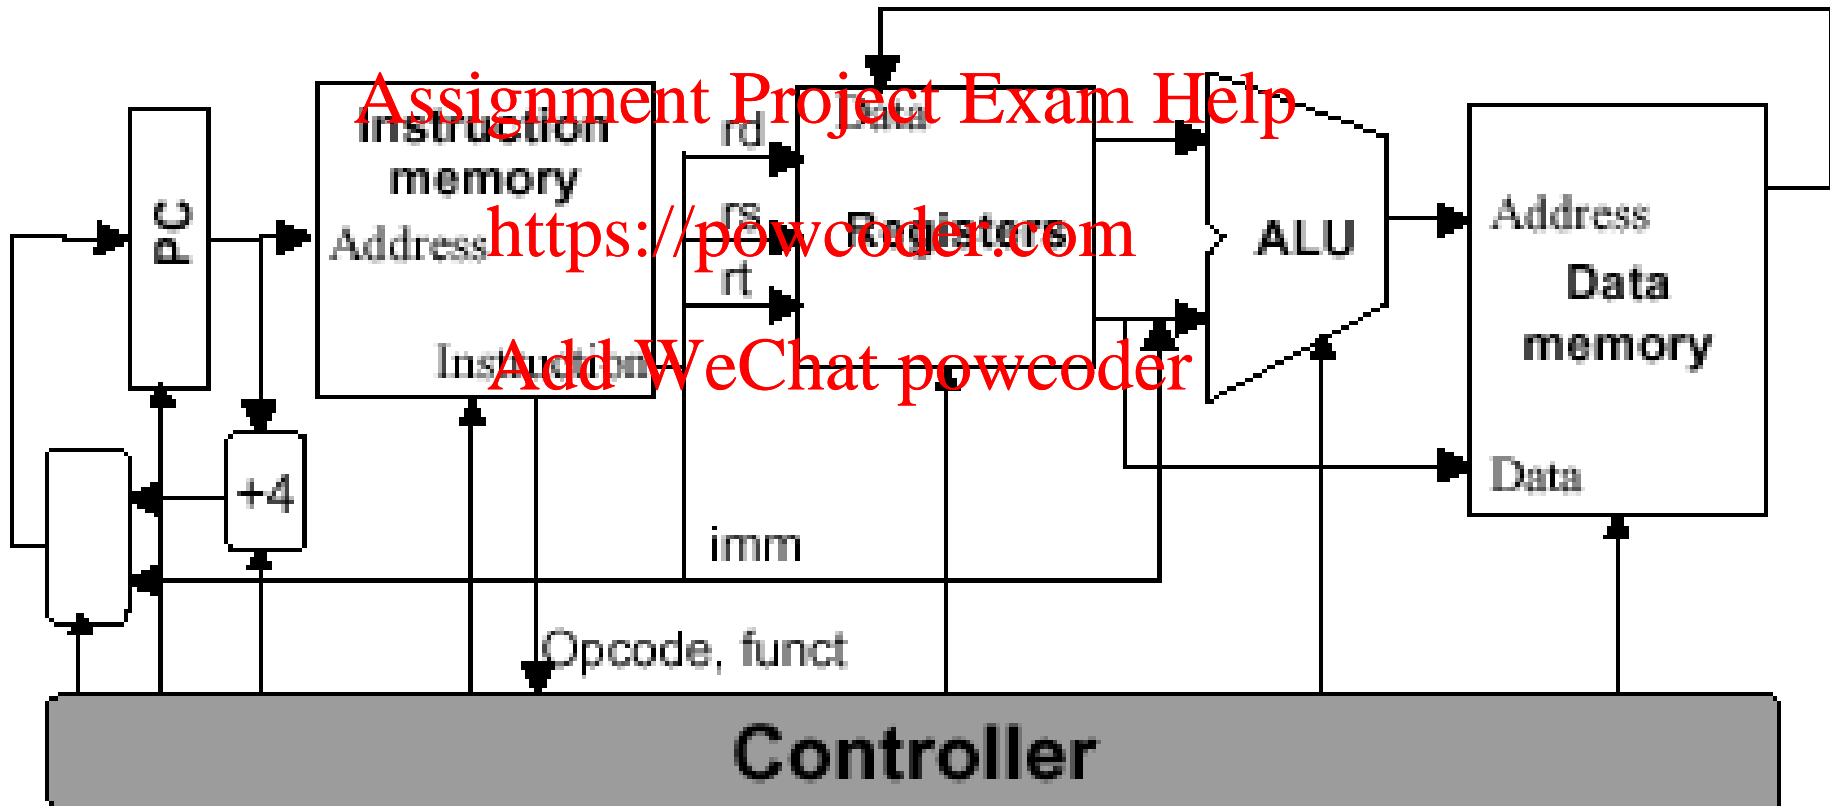 Assignment Project Exam Help
Data
Instruction
memory
rd
PC
rs
Address
https://powcoder.com
Registers
ALU
Address
rt
Data
memory
Instruction
Add WeChat powcoder
Data
+4
imm
Opcode, funct
Controller